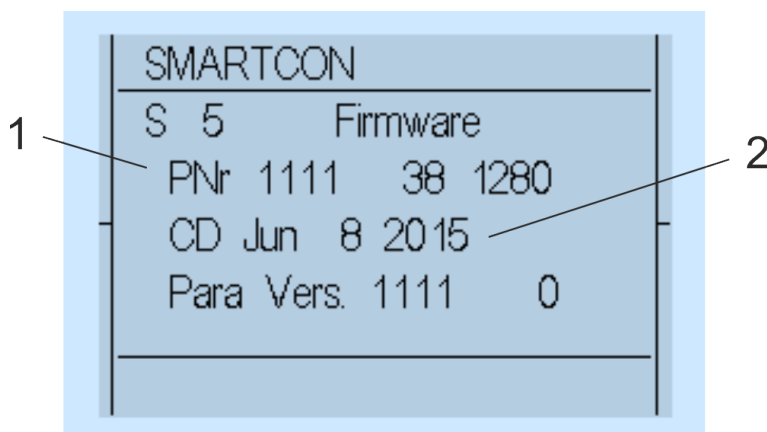 SMARTCON
S 5 Firmware
1
PNr 1111 38 1280
2
CD Jun 8 2015
Para Vers. 1111 0